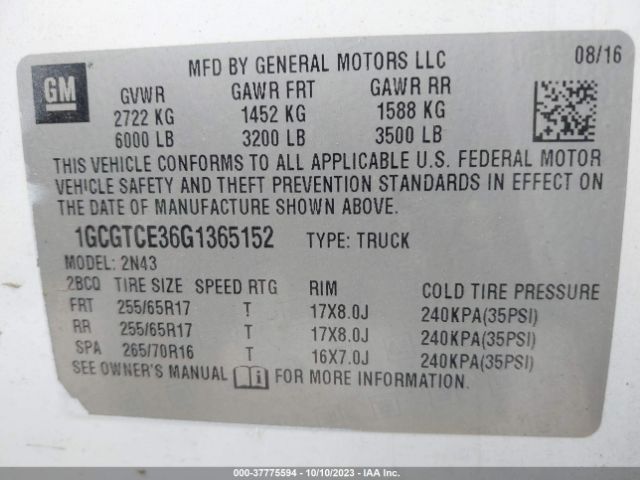 MFD BY GENERAL MOTORS LLC 08/16
GM
GVWR GAWR FRT GAWR RR
2722 KG 1452 KG 1588 KG
6000 LB 3200 LB 3500 LB
THIS VEHICLE CONFORMS TO ALL APPLICABLE U.S. FEDERAL MOTOR
VEHICLE SAFETY AND THEFT PREVENTION STANDARDS IN EFFECT ON
THE DATE OF MANUFACTURE SHOWN ABOVE.
1GCGTCE36G1365152 TYPE: TRUCK
MODEL: 2N43
2BCQ TIRE SIZE SPEED RTG RIM COLD TIRE PRESSURE
FRT 255/65R17 T 17X8.0J 240KPA(35PSI)
RR 255/65R17 T 17X8.0J 240KPA(35PSI)
SPA 265/70R16 T 16X7.0J 240KPA(35PSI)
SEE OWNER'S MANUAL FOR MORE INFORMATION.
000-37775594 - 10/10/2023 - IAA Inc.